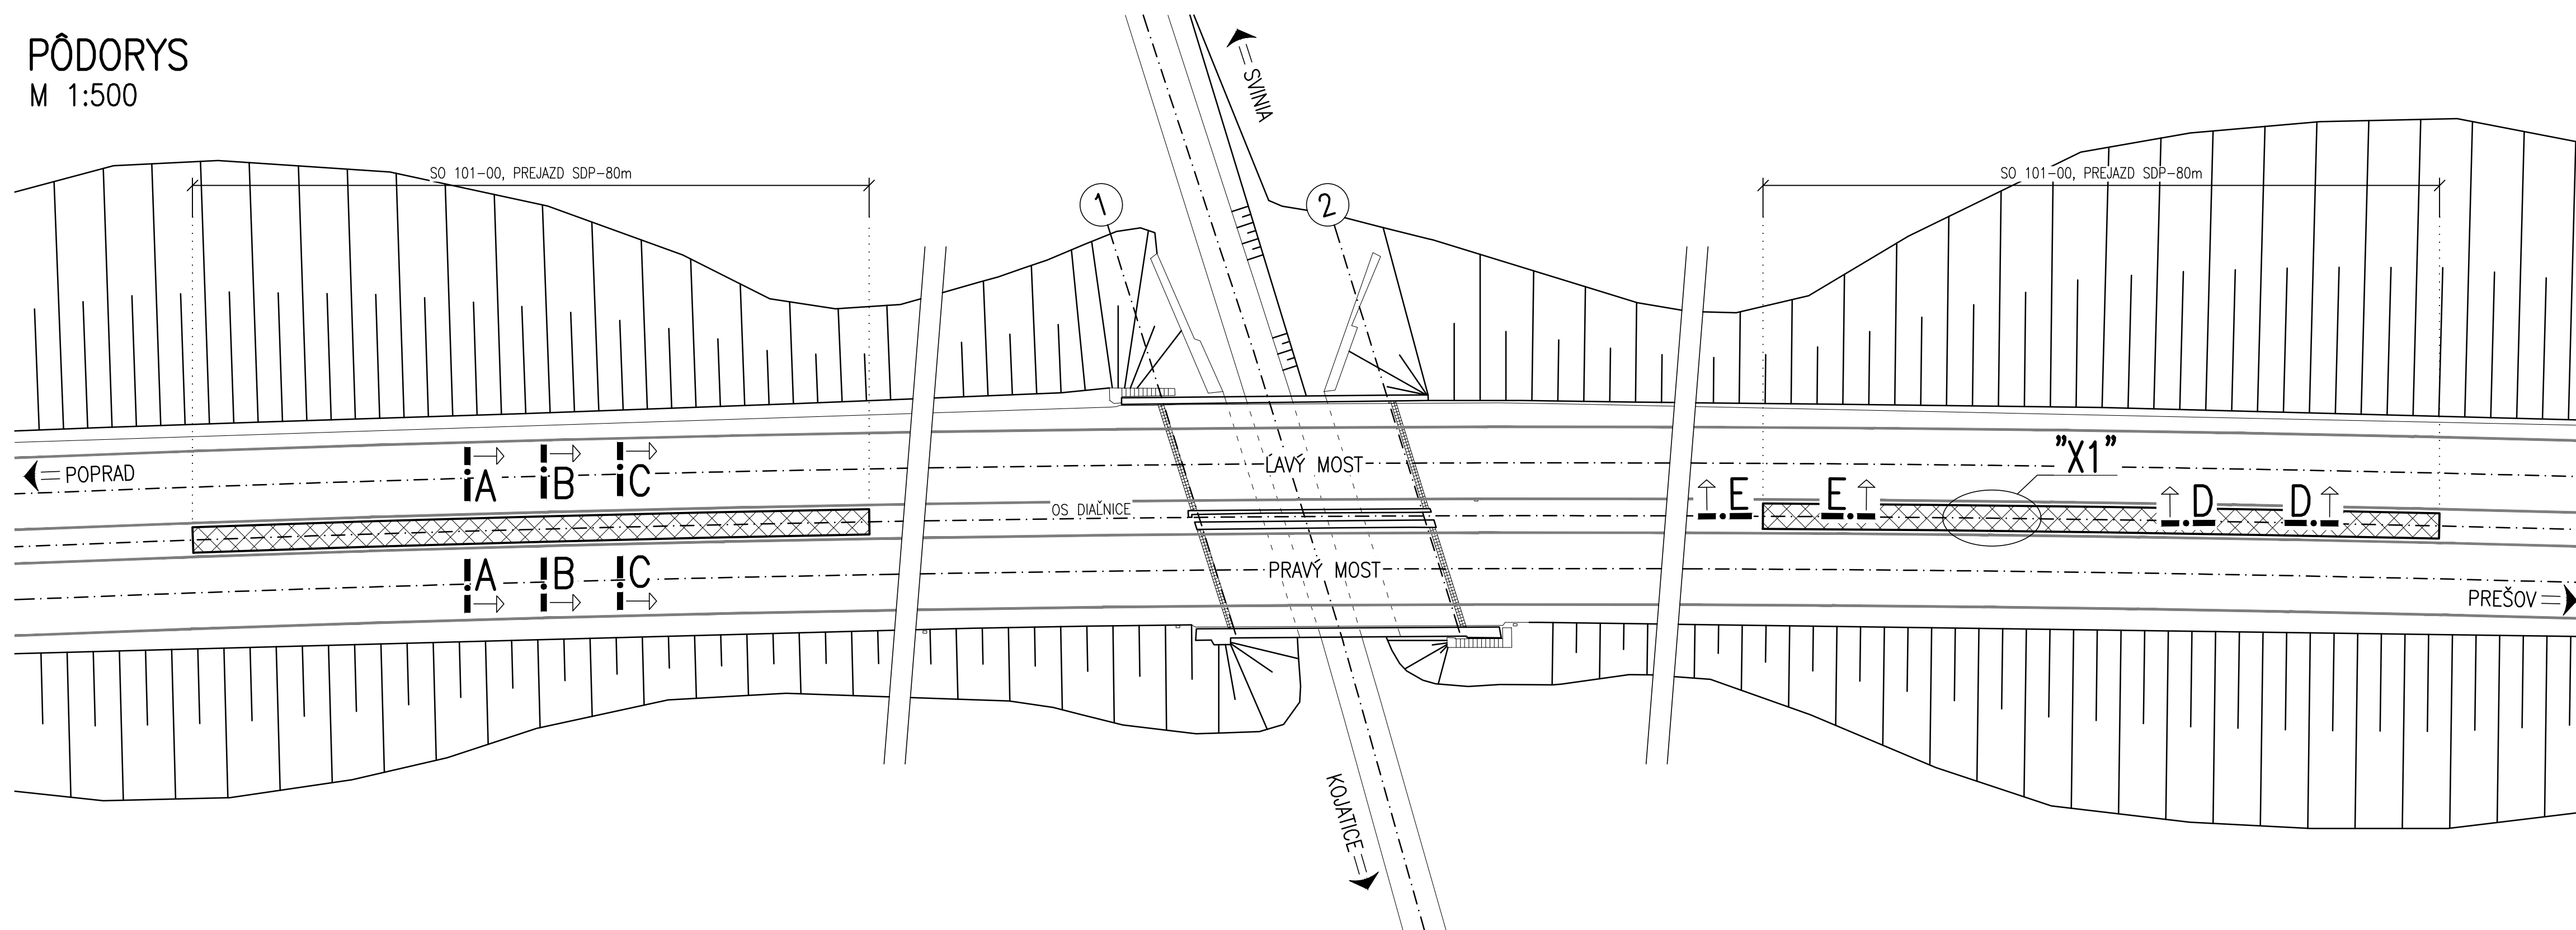 PÔDORYS
M 1:500
SVINIA
SO 101-00, PREJAZD SDP-80m
SO 101-00, PREJAZD SDP-80m
1
2
"X1"
POPRAD
A
B
C
ĽAVÝ MOST
OS DIAĽNICE
E
E
D
D
A
B
C
PRAVÝ MOST
PREŠOV
KOJATICE